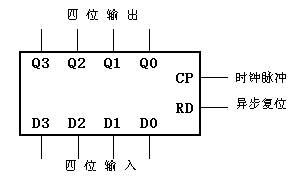 四位输出
Q3 Q2 Q1 Q0
CP 时钟脉冲
RD 异步复位
D3 D2 D1 D0
四位输入